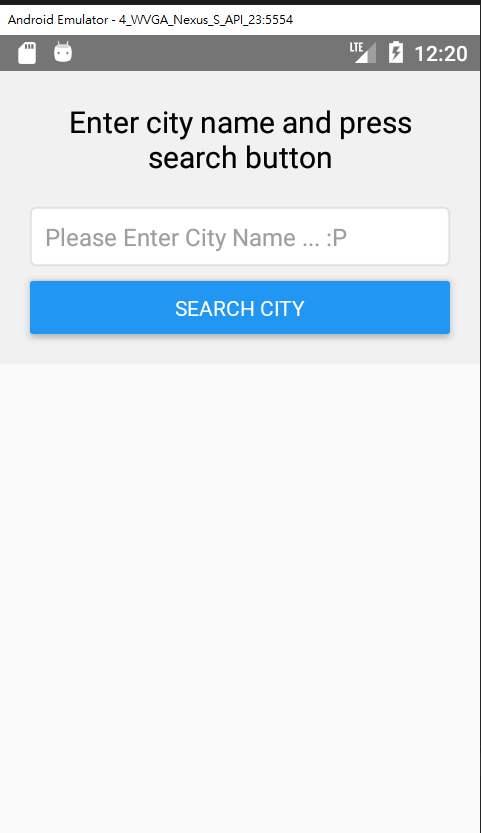 Android Emulator - 4_WVGA_Nexus_S_API_23:5554
LTE 12:20
Enter city name and press
search button
Please Enter City Name ... :P
SEARCH CITY